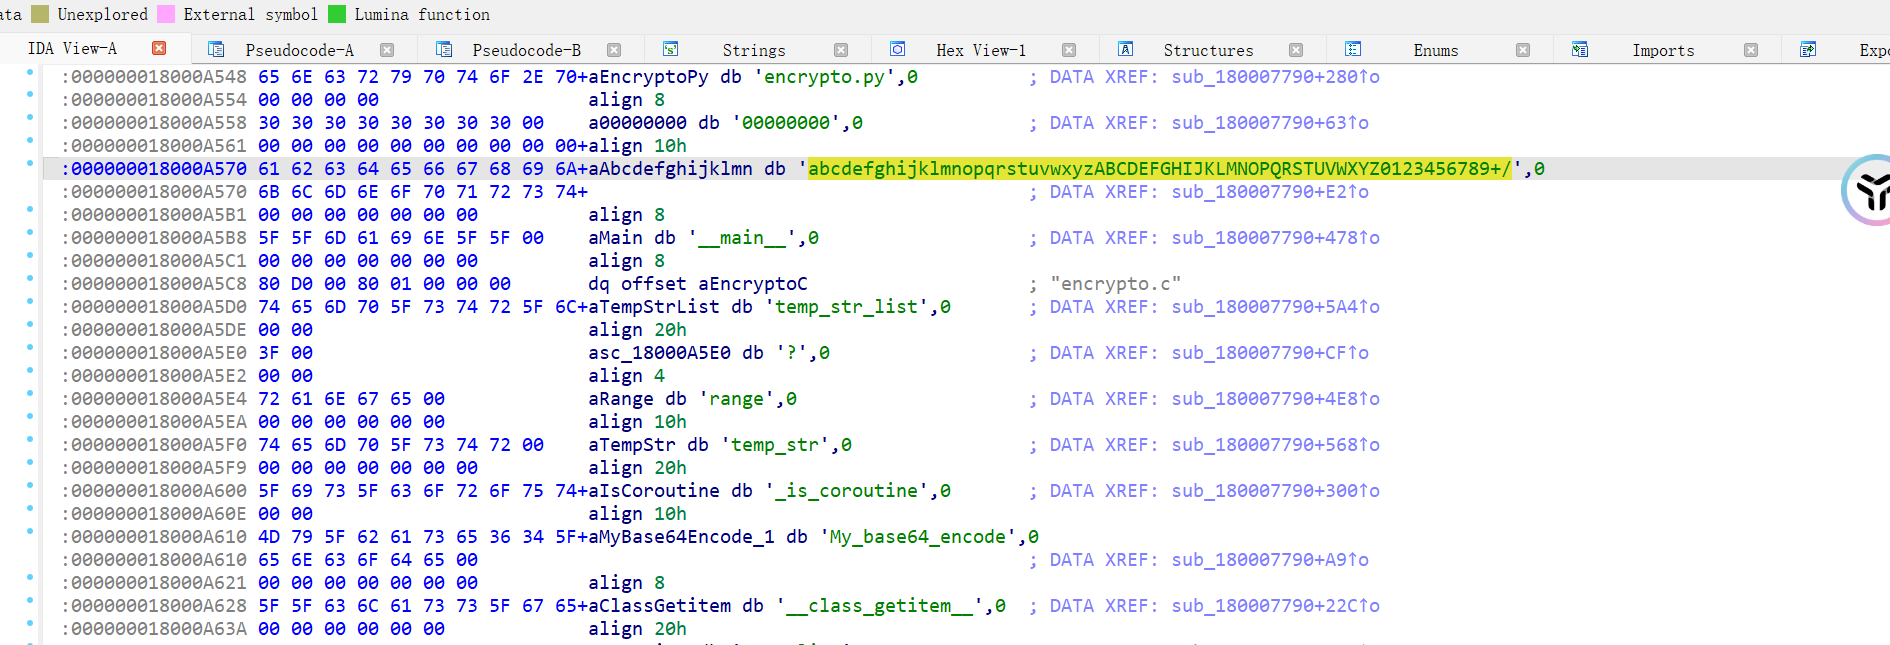 ata Unexplored External symbol Lumina function
IDA View-A Pseudocode-A Pseudocode-B Strings Hex View-1 Structures Enums Imports Expo
:000000018000A548 65 6E 63 72 79 70 74 6F 2E 70+aEncryptoPy db 'encrypto.py',0 ; DATA XREF: sub_180007790+280↑o
:000000018000A554 00 00 00 00 align 8
:000000018000A558 30 30 30 30 30 30 30 30 00 a00000000 db '00000000',0 ; DATA XREF: sub_180007790+63↑o
:000000018000A561 00 00 00 00 00 00 00 00 00 00+align 10h
:000000018000A570 61 62 63 64 65 66 67 68 69 6A+aAbcdefghijklmn db 'abcdefghijklmnopqrstuvwxyzABCDEFGHIJKLMNOPQRSTUVWXYZ0123456789+/',0
:000000018000A570 6B 6C 6D 6E 6F 70 71 72 73 74+ ; DATA XREF: sub_180007790+E2↑o
:000000018000A5B1 00 00 00 00 00 00 00 align 8
:000000018000A5B8 5F 5F 6D 61 69 6E 5F 5F 00 aMain db '__main__',0 ; DATA XREF: sub_180007790+478↑o
:000000018000A5C1 00 00 00 00 00 00 00 align 8
:000000018000A5C8 80 D0 00 80 01 00 00 00 dq offset aEncryptoC ; "encrypto.c"
:000000018000A5D0 74 65 6D 70 5F 73 74 72 5F 6C+aTempStrList db 'temp_str_list',0 ; DATA XREF: sub_180007790+5A4↑o
:000000018000A5DE 00 00 align 20h
:000000018000A5E0 3F 00 asc_18000A5E0 db '?',0 ; DATA XREF: sub_180007790+CF↑o
:000000018000A5E2 00 00 align 4
:000000018000A5E4 72 61 6E 67 65 00 aRange db 'range',0 ; DATA XREF: sub_180007790+4E8↑o
:000000018000A5EA 00 00 00 00 00 00 align 10h
:000000018000A5F0 74 65 6D 70 5F 73 74 72 00 aTempStr db 'temp_str',0 ; DATA XREF: sub_180007790+568↑o
:000000018000A5F9 00 00 00 00 00 00 00 align 20h
:000000018000A600 5F 69 73 5F 63 6F 72 6F 75 74+aIsCoroutine db '_is_coroutine',0 ; DATA XREF: sub_180007790+300↑o
:000000018000A60E 00 00 align 10h
:000000018000A610 4D 79 5F 62 61 73 65 36 34 5F+aMyBase64Encode_1 db 'My_base64_encode',0
:000000018000A610 65 6E 63 6F 64 65 00 ; DATA XREF: sub_180007790+A9↑o
:000000018000A621 00 00 00 00 00 00 00 align 8
:000000018000A628 5F 5F 63 6C 61 73 73 5F 67 65+aClassGetitem db '__class_getitem__',0 ; DATA XREF: sub_180007790+22C↑o
:000000018000A63A 00 00 00 00 00 00 align 20h